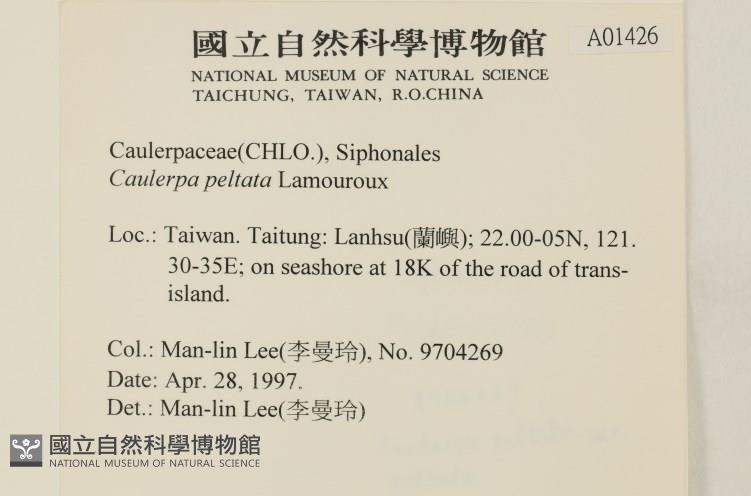 國立自然科學博物館
A01426
NATIONAL MUSEUM OF NATURAL SCIENCE
TAICHUNG, TAIWAN, R.O.CHINA
Caulerpaceae(CHLO.), Siphonales
Caulerpa peltata Lamouroux
Loc.: Taiwan. Taitung: Lanhsu(蘭嶼); 22.00-05N, 121.
30-35E; on seashore at 18K of the road of trans-
island.
Col.: Man-lin Lee(李曼玲), No. 9704269
Date: Apr. 28, 1997.
Det.: Man-lin Lee(李曼玲)
國立自然科學博物館
NATIONAL MUSEUM OF NATURAL SCIENCE